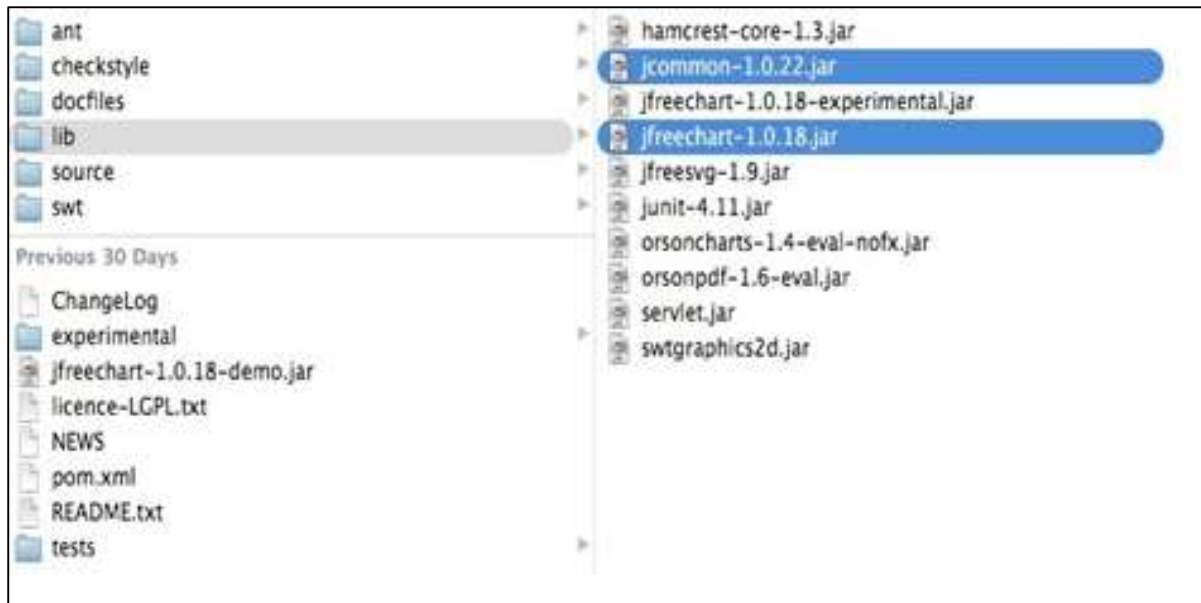 ant
checkstyle
docfiles
lib
source
swt
Previous 30 Days
ChangeLog
experimental
jfreechart-1.0.18-demo.jar
licence-LGPL.txt
NEWS
pom.xml
README.txt
tests
hamcrest-core-1.3.jar
jcommon-1.0.22.jar
jfreechart-1.0.18-experimental.jar
jfreechart-1.0.18.jar
jfreesvg-1.9.jar
junit-4.11.jar
orsoncharts-1.4-eval-nofx.jar
orsonpdf-1.6-eval.jar
servlet.jar
swtgraphics2d.jar